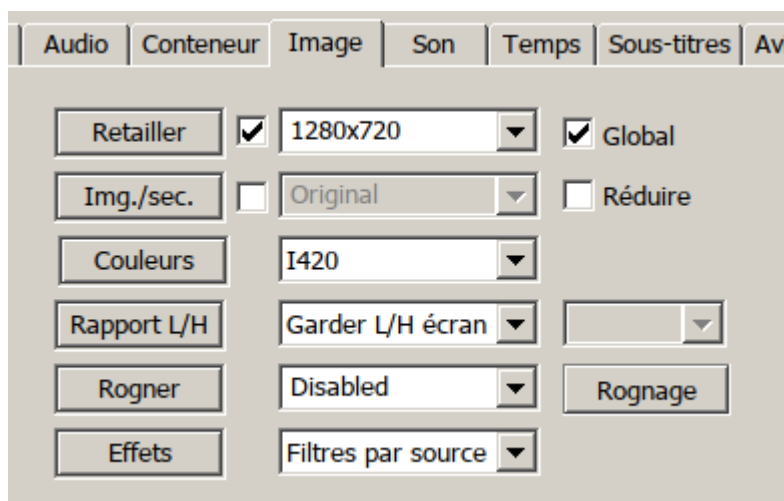 Audio Conteneur Image Son Temps Sous-titres Av
Retailler 1280x720 Global
Img./sec. Original Réduire
Couleurs I420
Rapport L/H Garder L/H écran
Rogner Disabled Rognage
Effets Filtres par source